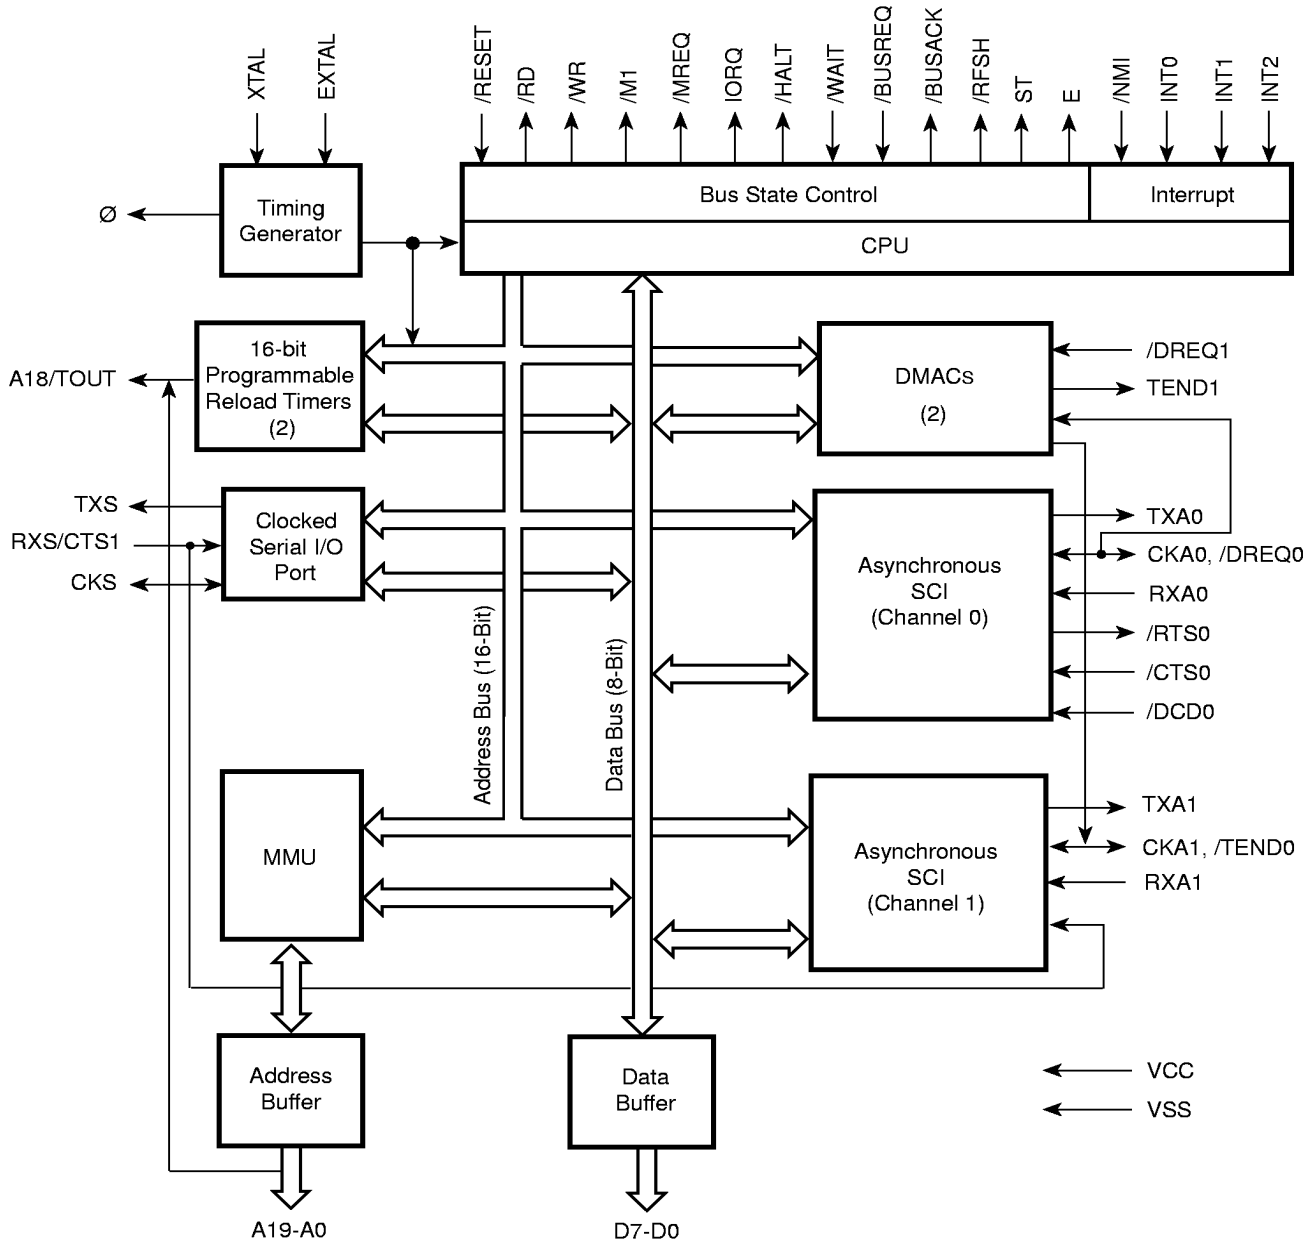 XTAL
EXTAL
/RESET
/RD
/WR
/M1
/MREQ
IORQ
/HALT
/WAIT
/BUSREQ
/BUSACK
/RFSH
ST
E
/NMI
INT0
INT1
INT2
Timing
Generator
Ø
Bus State Control
Interrupt
CPU
16-bit
Programmable
Reload Timers
(2)
A18/TOUT
DMACs
(2)
/DREQ1
TEND1
TXS
RXS/CTS1
CKS
Clocked
Serial I/O
Port
Address Bus (16-Bit)
Data Bus (8-Bit)
Asynchronous
SCI
(Channel 0)
TXA0
CKA0, /DREQ0
RXA0
/RTS0
/CTS0
/DCD0
MMU
Asynchronous
SCI
(Channel 1)
TXA1
CKA1, /TEND0
RXA1
Address
Buffer
Data
Buffer
VCC
VSS
A19-A0
D7-D0